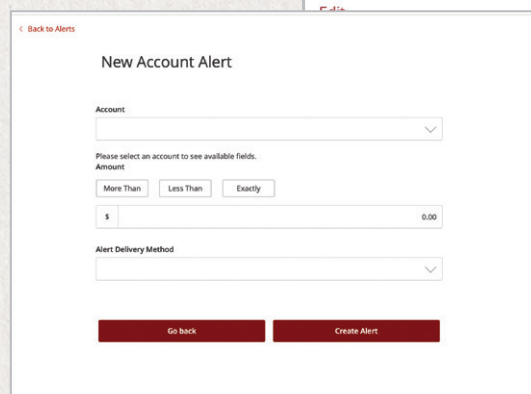 Edit
< Back to Alerts
New Account Alert
Account
Please select an account to see available fields.
Amount
More Than Less Than Exactly
$ 0.00
Alert Delivery Method
Go back Create Alert